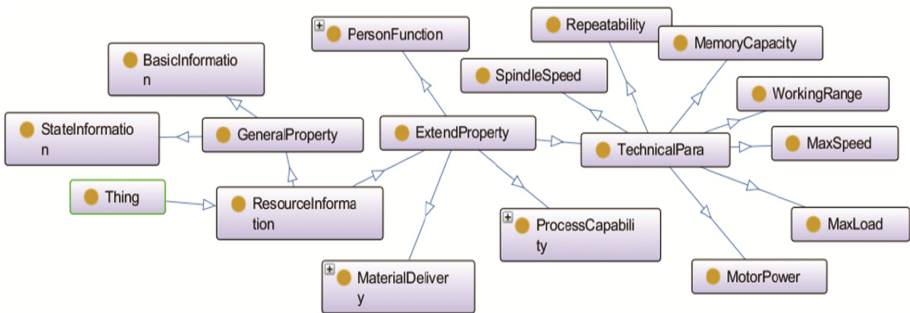 PersonFunction
Repeatability
MemoryCapacity
BasicInformatio
n
SpindleSpeed
WorkingRange
StateInformatio
n
GeneralProperty
ExtendProperty
TechnicalPara
MaxSpeed
Thing
ResourceInforma
tion
ProcessCapabili
ty
MaxLoad
MaterialDeliver
y
MotorPower